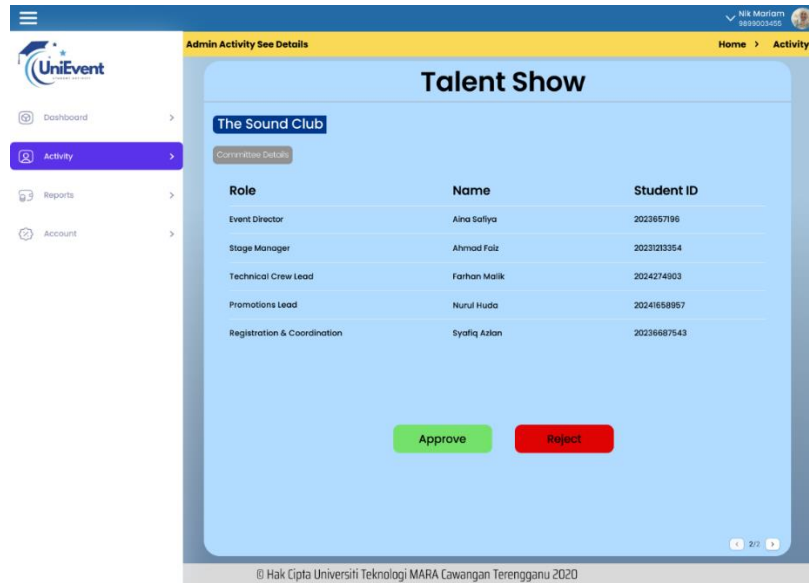 Nik Mariam
9899003455
UniEvent
Admin Activity See Details
Home > Activity
Dashboard
Activity
Reports
Account
Talent Show
The Sound Club
Committee Details
Role Name Student ID
Event Director Aina Safiya 2023657196
Stage Manager Ahmad Faiz 20231213354
Technical Crew Lead Farhan Malik 2024274903
Promotions Lead Nurul Huda 20241658957
Registration & Coordination Syafiq Azlan 20236687543
Approve Reject
< 2/2 >
© Hak Cipta Universiti Teknologi MARA Cawangan Terengganu 2020